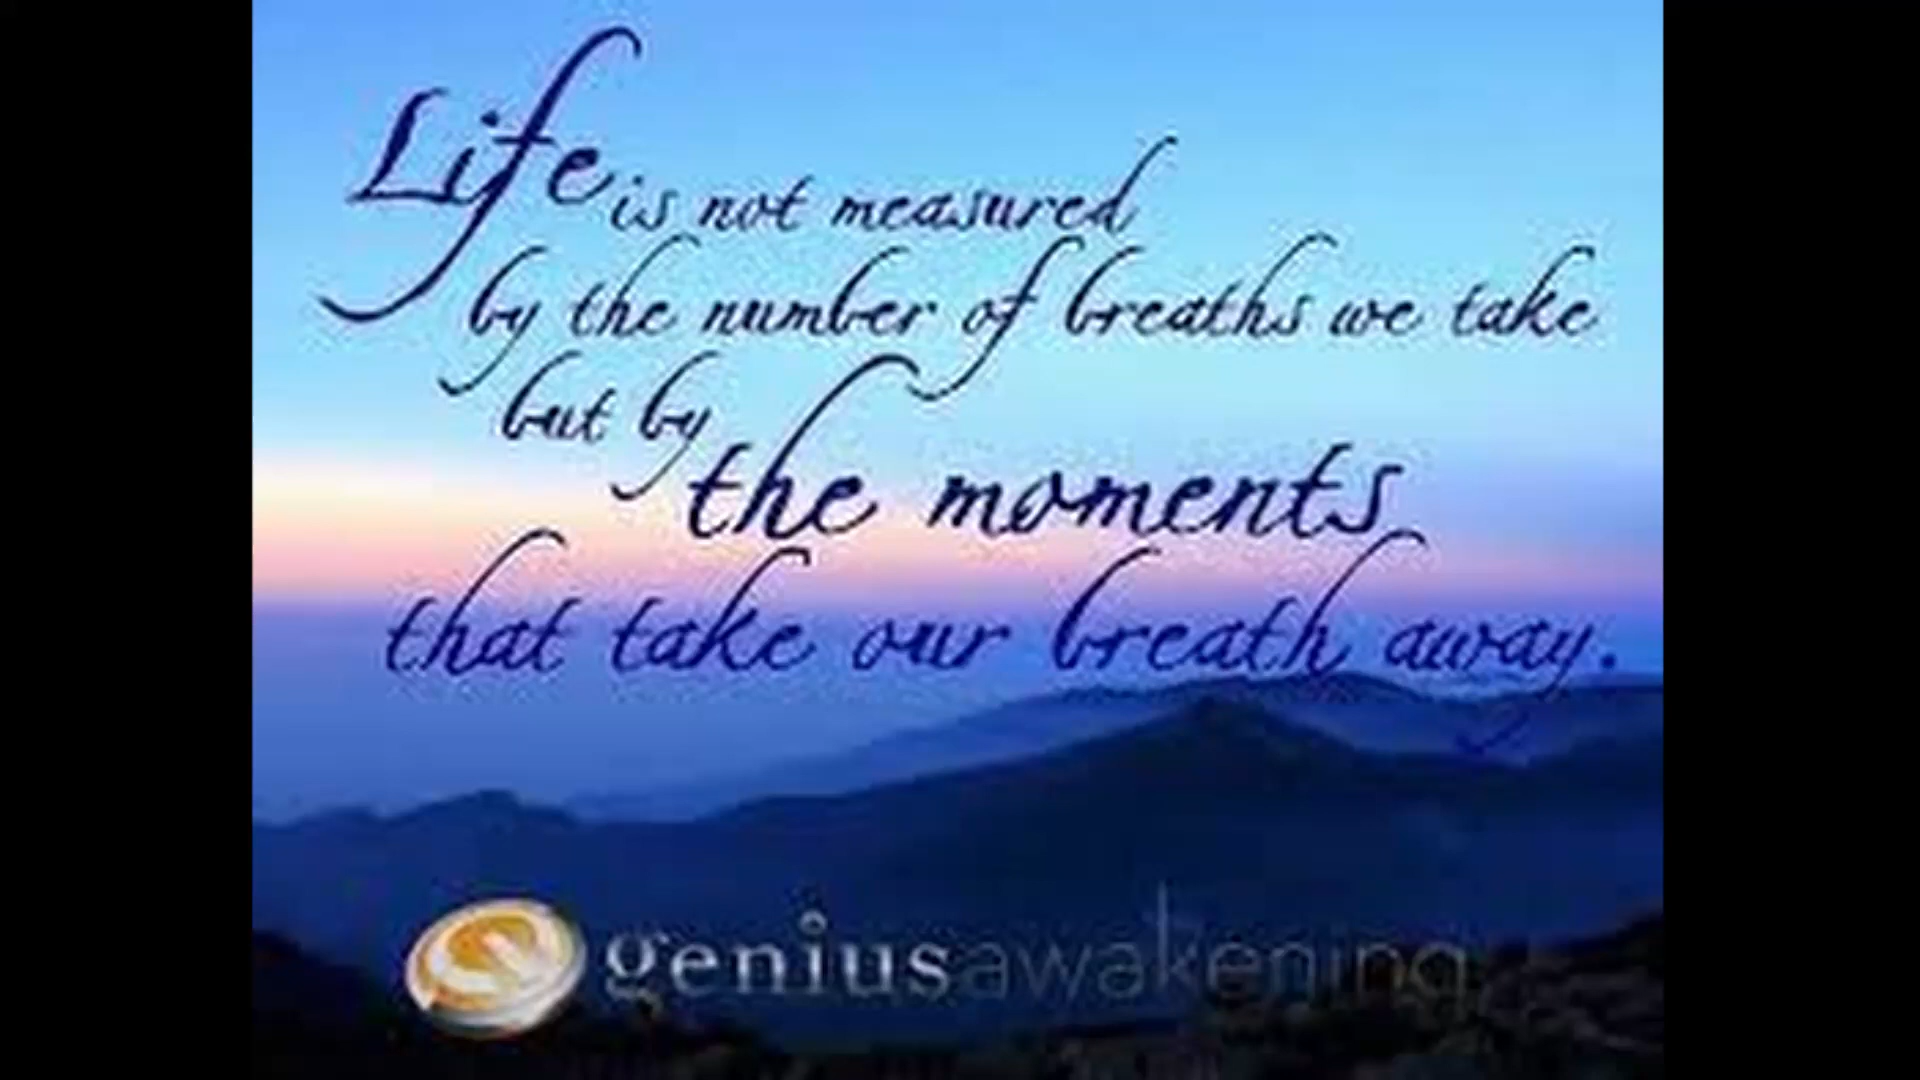 Life is not measured
by the number of breaths we take
but by
the moments
that take our breath away.
geniusawakening